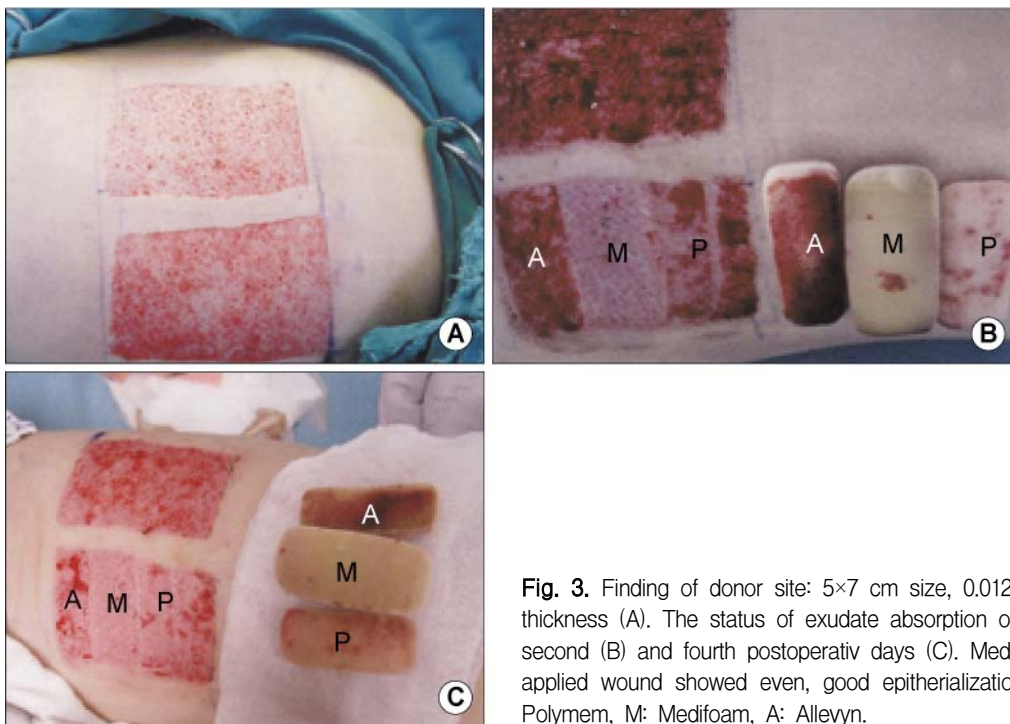 A
A
M
P
A
M
P
B
A
M
P
A
M
P
C
Fig. 3. Finding of donor site: 5×7 cm size, 0.012
thickness (A). The status of exudate absorption o
second (B) and fourth postoperativ days (C). Med
applied wound showed even, good epitherializatio
Polymem, M: Medifoam, A: Allevyn.